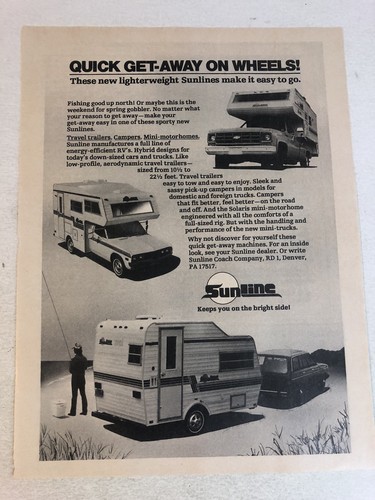 QUICK GET-AWAY ON WHEELS!
These new lighterweight Sunlines make it easy to go.
Fishing good up north! Or maybe this is the
weekend for spring gobbler. No matter what
your reason to get away—make your
get-away easy in one of these sporty new
Sunlines.
Travel trailers, Campers, Mini-motorhomes,
Sunline manufactures a full line of
energy-efficient RV's. Hybrid designs for
today's down-sized cars and trucks. Like
low-profile, aerodynamic travel trailers—
sized from 10½ to
22½ feet. Travel trailers
easy to tow and easy to enjoy. Sleek and
sassy pick-up campers in models for
domestic and foreign trucks. Campers
that fit better, feel better—on the road
and off. And the Solaris mini-motorhome
engineered with all the comforts of a
full-sized rig. But with the handling and
performance of the new mini-trucks.
Why not discover for yourself these
quick get-away machines. For an inside
look, see your Sunline dealer. Or write
Sunline Coach Company, RD 1, Denver,
PA 17517.
Sunline
Keeps you on the bright side!